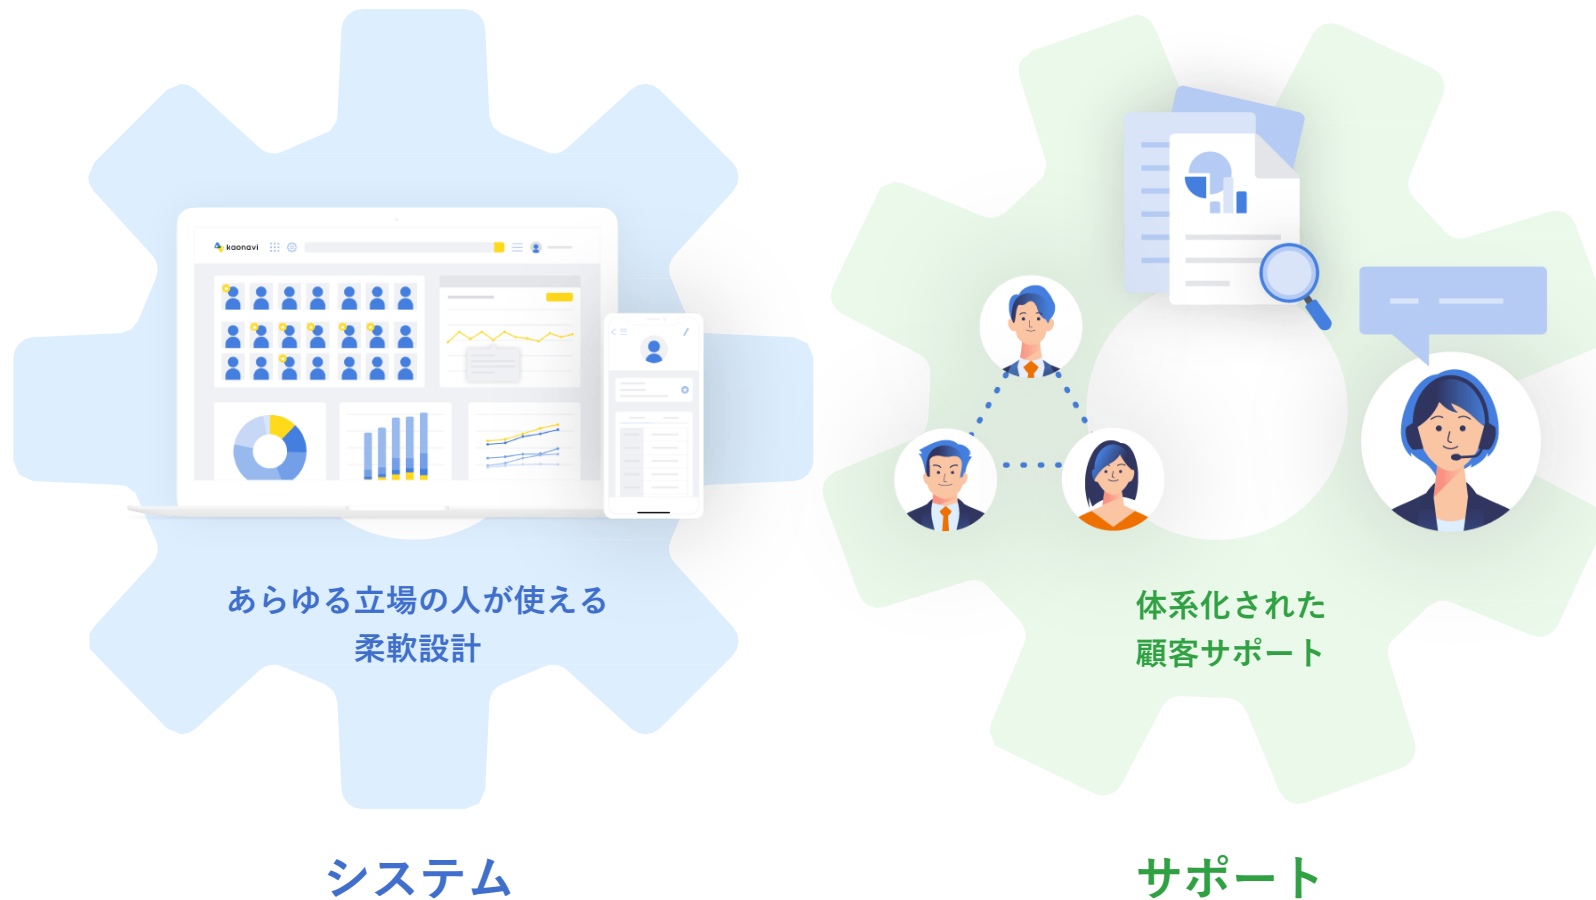 kaonavi
あらゆる立場の人が使える
柔軟設計
システム
体系化された
顧客サポート
サポート